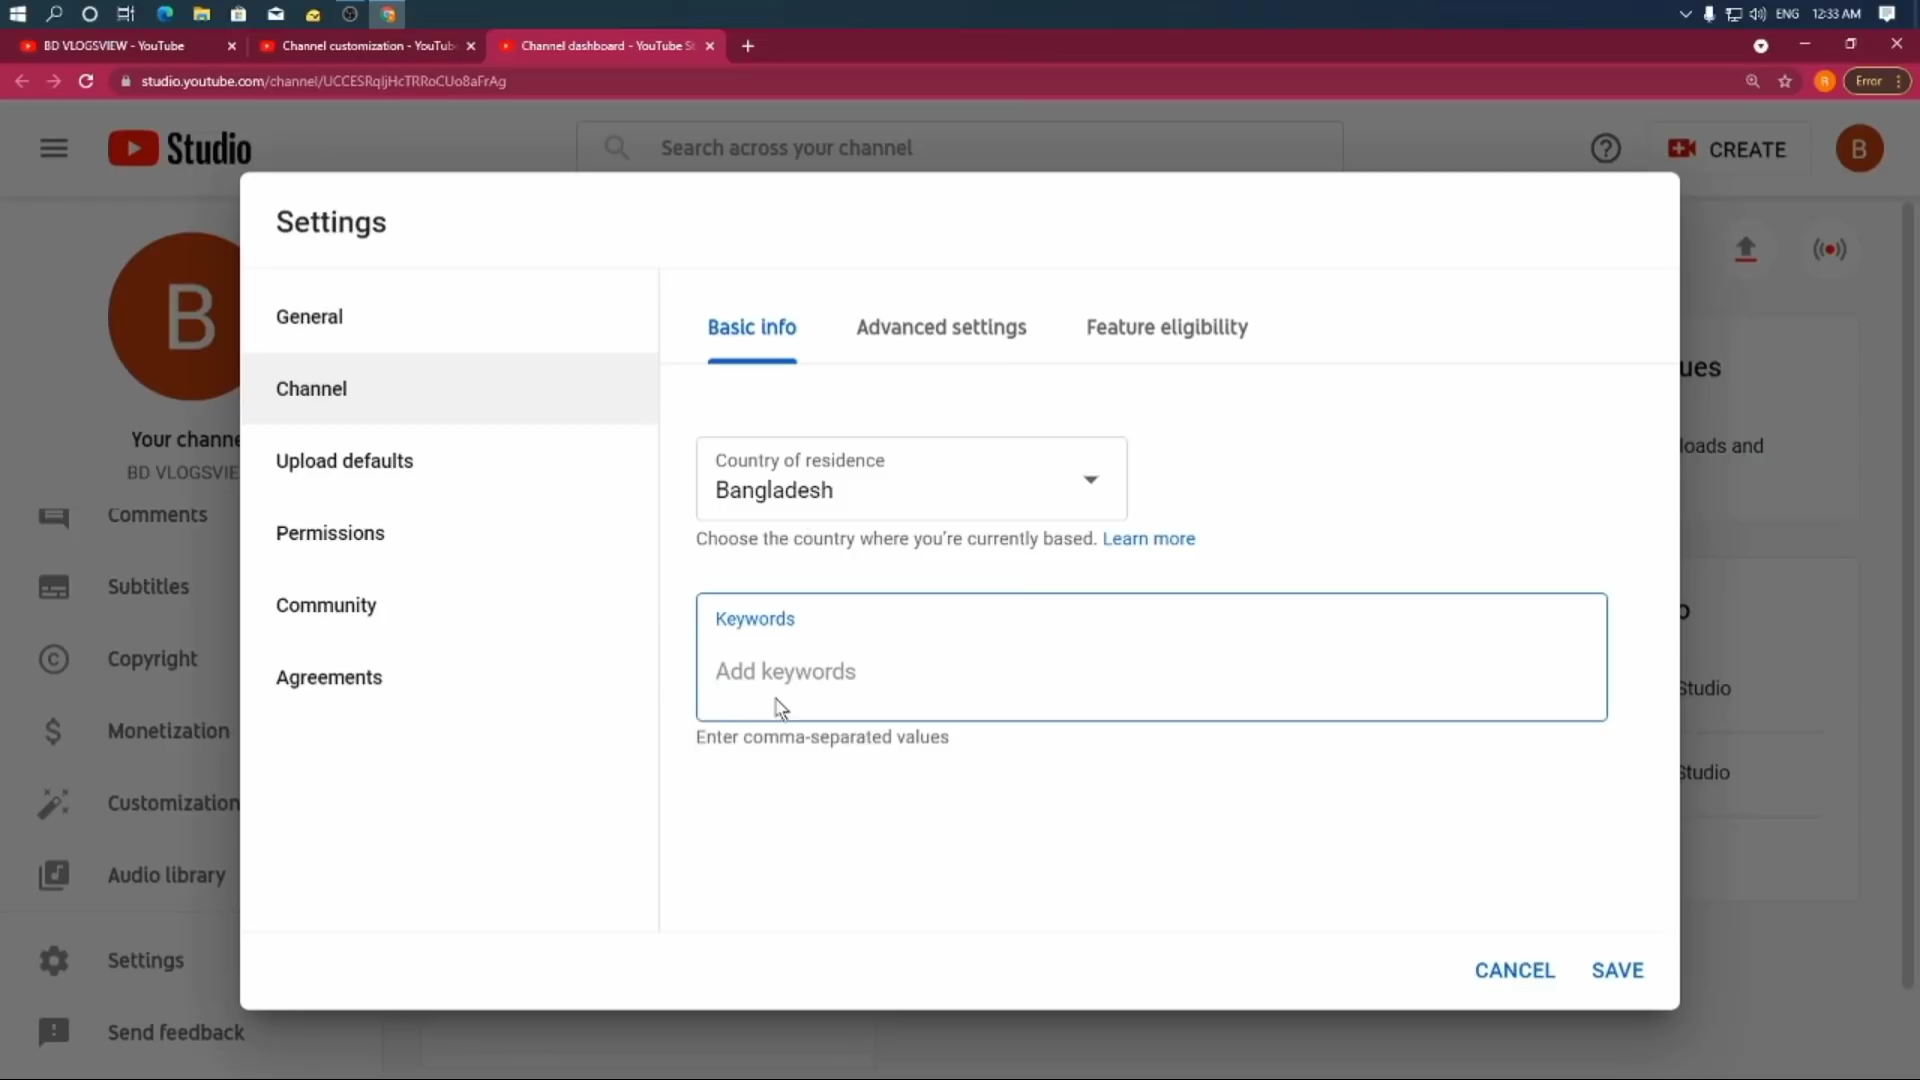 ENG 12:33 AM
BD VLOGSVIEW - YouTube
Channel customization - YouTub
Channel dashboard - YouTube St
studio.youtube.com/channel/UCCESRqljHcTRRoCUo8aFrAg
R
Error
Studio
Search across your channel
CREATE
B
Settings
B
General
Basic info Advanced settings Feature eligibility
ues
Channel
Your channe
BD VLOGSVIE
Country of residence
Bangladesh
loads and
Upload defaults
Comments
Permissions
Choose the country where you're currently based. Learn more
Subtitles
Community
Keywords
o
Copyright
Agreements
Add keywords
Studio
Monetization
Enter comma-separated values
Studio
Customization
Audio library
Settings
CANCEL SAVE
Send feedback